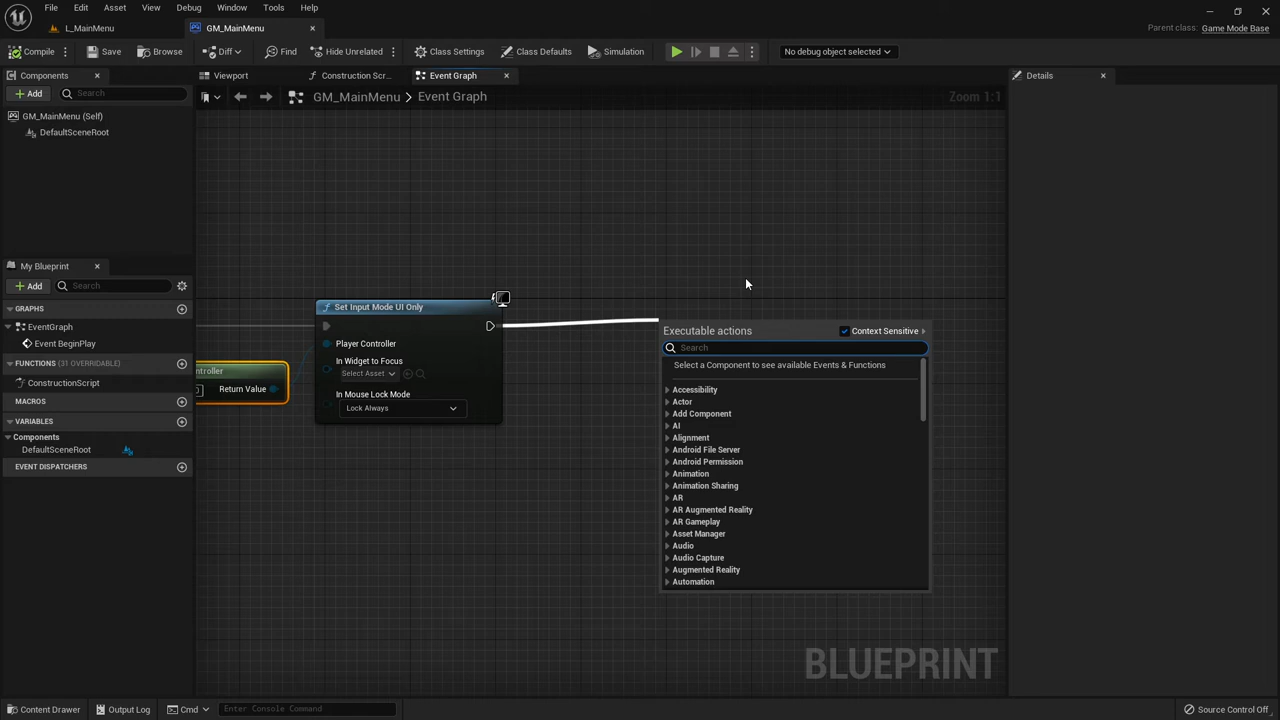 File Edit Asset View Debug Window Tools Help
L_MainMenu GM_MainMenu Parent class: Game Mode Base
Compile Save Browse Diff Find Hide Unrelated Class Settings Class Defaults Simulation No debug object selected
Components Viewport Construction Scr... Event Graph Details
Add Search GM_MainMenu > Event Graph Zoom 1:1
GM_MainMenu (Self)
DefaultSceneRoot
My Blueprint
Add Search
GRAPHS
EventGraph
Event BeginPlay
FUNCTIONS (31 OVERRIDABLE)
ConstructionScript
MACROS
VARIABLES
Components
DefaultSceneRoot
EVENT DISPATCHERS
ntroller
Return Value
Set Input Mode UI Only
Player Controller
In Widget to Focus
Select Asset
In Mouse Lock Mode
Lock Always
Executable actions Context Sensitive
Search
Select a Component to see available Events & Functions
Accessibility
Actor
Add Component
AI
Alignment
Android File Server
Android Permission
Animation
Animation Sharing
AR
AR Augmented Reality
AR Gameplay
Asset Manager
Audio
Audio Capture
Augmented Reality
Automation
BLUEPRINT
Content Drawer Output Log Cmd Enter Console Command Source Control Off